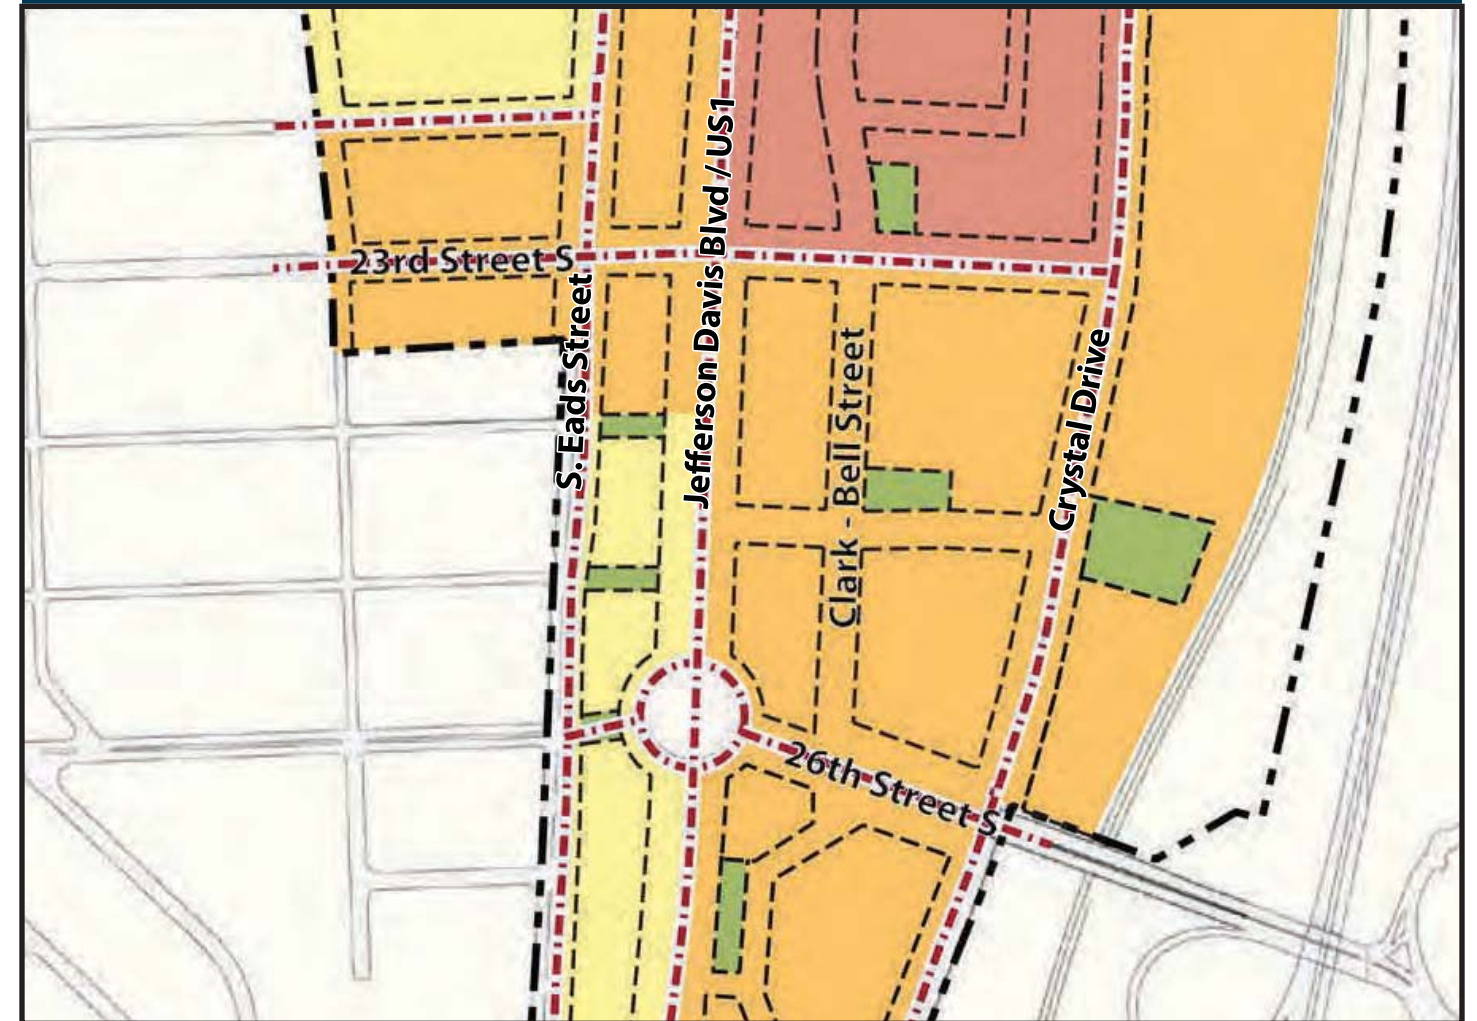 Jefferson Davis Blvd / US1
23rd Street S
S. Eads Street
Clark - Bell Street
Crystal Drive
26th Street S